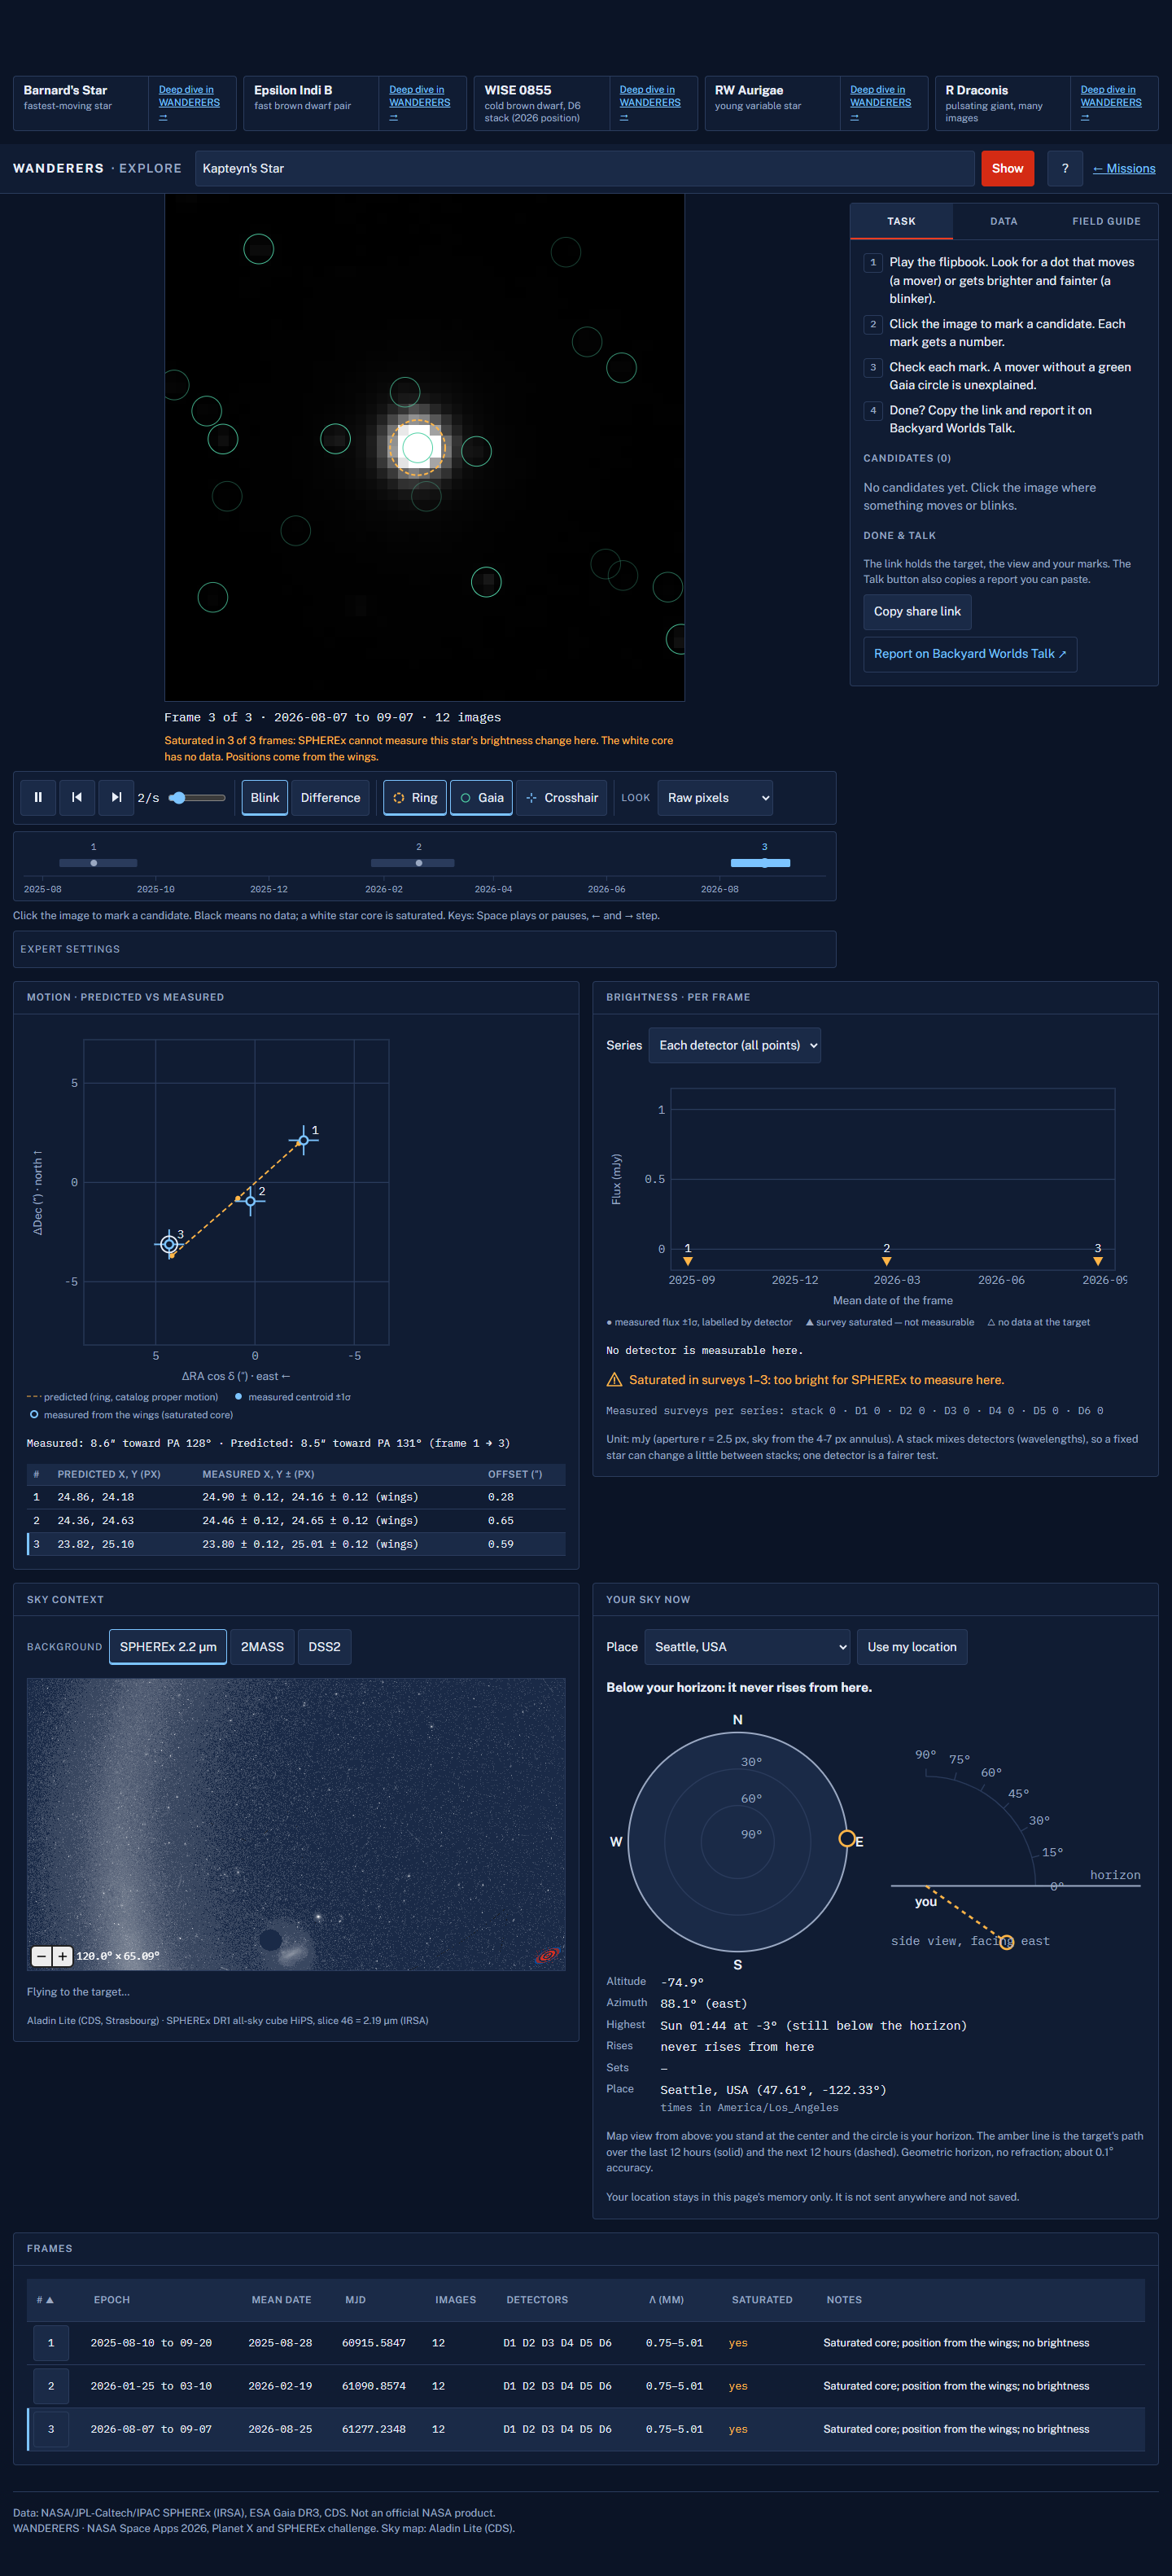 Barnard's Star
fastest-moving star
Deep dive in
WANDERERS
→
Epsilon Indi B
fast brown dwarf pair
Deep dive in
WANDERERS
→
WISE 0855
cold brown dwarf, D6
stack (2026 position)
Deep dive in
WANDERERS
→
RW Aurigae
young variable star
Deep dive in
WANDERERS
→
R Draconis
pulsating giant, many
images
Deep dive in
WANDERERS
→
WANDERERS · EXPLORE
Kapteyn's Star
Show
?
← Missions
TASK
DATA
FIELD GUIDE
1 Play the flipbook. Look for a dot that moves
(a mover) or gets brighter and fainter (a
blinker).
2 Click the image to mark a candidate. Each
mark gets a number.
3 Check each mark. A mover without a green
Gaia circle is unexplained.
4 Done? Copy the link and report it on
Backyard Worlds Talk.
CANDIDATES (0)
No candidates yet. Click the image where
something moves or blinks.
DONE & TALK
The link holds the target, the view and your marks. The
Talk button also copies a report you can paste.
Copy share link
Report on Backyard Worlds Talk ↗
Frame 3 of 3 · 2026-08-07 to 09-07 · 12 images
Saturated in 3 of 3 frames: SPHEREx cannot measure this star's brightness change here. The white core
has no data. Positions come from the wings.
2/s
Blink
Difference
Ring
Gaia
Crosshair
LOOK
Raw pixels
1
2
3
2025-08
2025-10
2025-12
2026-02
2026-04
2026-06
2026-08
Click the image to mark a candidate. Black means no data; a white star core is saturated. Keys: Space plays or pauses, ← and → step.
EXPERT SETTINGS
MOTION · PREDICTED VS MEASURED
5
0
-5
ΔDec (″) · north ↑
1
2
3
5
0
-5
ΔRA cos δ (″) · east ←
predicted (ring, catalog proper motion)
measured centroid ±1σ
measured from the wings (saturated core)
Measured: 8.6″ toward PA 128° · Predicted: 8.5″ toward PA 131° (frame 1 → 3)
# PREDICTED X, Y (PX) MEASURED X, Y ± (PX) OFFSET (″)
1 24.86, 24.18 24.90 ± 0.12, 24.16 ± 0.12 (wings) 0.28
2 24.36, 24.63 24.46 ± 0.12, 24.65 ± 0.12 (wings) 0.65
3 23.82, 25.10 23.80 ± 0.12, 25.01 ± 0.12 (wings) 0.59
BRIGHTNESS · PER FRAME
Series
Each detector (all points)
1
0.5
0
Flux (mJy)
1
2
3
2025-09
2025-12
2026-03
2026-06
2026-09
Mean date of the frame
● measured flux ±1σ, labelled by detector ▲ survey saturated — not measurable △ no data at the target
No detector is measurable here.
Saturated in surveys 1–3: too bright for SPHEREx to measure here.
Measured surveys per series: stack 0 · D1 0 · D2 0 · D3 0 · D4 0 · D5 0 · D6 0
Unit: mJy (aperture r = 2.5 px, sky from the 4-7 px annulus). A stack mixes detectors (wavelengths), so a fixed
star can change a little between stacks; one detector is a fairer test.
SKY CONTEXT
BACKGROUND
SPHEREx 2.2 µm
2MASS
DSS2
− + 120.0° × 65.09°
Flying to the target…
Aladin Lite (CDS, Strasbourg) · SPHEREx DR1 all-sky cube HiPS, slice 46 = 2.19 µm (IRSA)
YOUR SKY NOW
Place
Seattle, USA
Use my location
Below your horizon: it never rises from here.
N
30°
60°
90°
W
E
S
90°
75°
60°
45°
30°
15°
0°
horizon
you
side view, facing east
Altitude -74.9°
Azimuth 88.1° (east)
Highest Sun 01:44 at -3° (still below the horizon)
Rises never rises from here
Sets –
Place Seattle, USA (47.61°, -122.33°)
times in America/Los_Angeles
Map view from above: you stand at the center and the circle is your horizon. The amber line is the target's path
over the last 12 hours (solid) and the next 12 hours (dashed). Geometric horizon, no refraction; about 0.1°
accuracy.
Your location stays in this page's memory only. It is not sent anywhere and not saved.
FRAMES
# ▲ EPOCH MEAN DATE MJD IMAGES DETECTORS Λ (ΜM) SATURATED NOTES
1 2025-08-10 to 09-20 2025-08-28 60915.5847 12 D1 D2 D3 D4 D5 D6 0.75–5.01 yes Saturated core; position from the wings; no brightness
2 2026-01-25 to 03-10 2026-02-19 61090.8574 12 D1 D2 D3 D4 D5 D6 0.75–5.01 yes Saturated core; position from the wings; no brightness
3 2026-08-07 to 09-07 2026-08-25 61277.2348 12 D1 D2 D3 D4 D5 D6 0.75–5.01 yes Saturated core; position from the wings; no brightness
Data: NASA/JPL-Caltech/IPAC SPHEREx (IRSA), ESA Gaia DR3, CDS. Not an official NASA product.
WANDERERS · NASA Space Apps 2026, Planet X and SPHEREx challenge. Sky map: Aladin Lite (CDS).